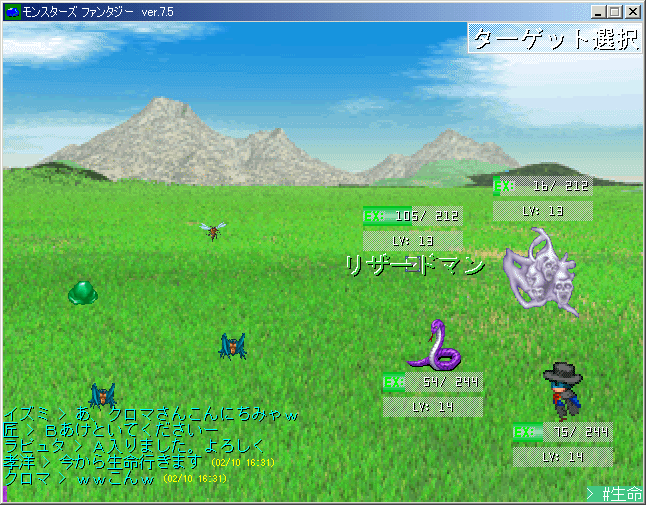 モンスターズ ファンタジー ver.7.5
ターゲット選択
EX: 16/ 212
LV: 13
EX: 105/ 212
LV: 13
リザードマン
EX: 54/ 244
LV: 14
EX: 75/ 244
LV: 14
イズミ > あ、クロマさんこんにちみゃw
匠 > Bあけといてくださいー
ラピュタ > A入りました。よろしく
孝洋 > 今から生命行きます (02/10 16:31)
クロマ > wwこんw (02/10 16:31)
> #生命